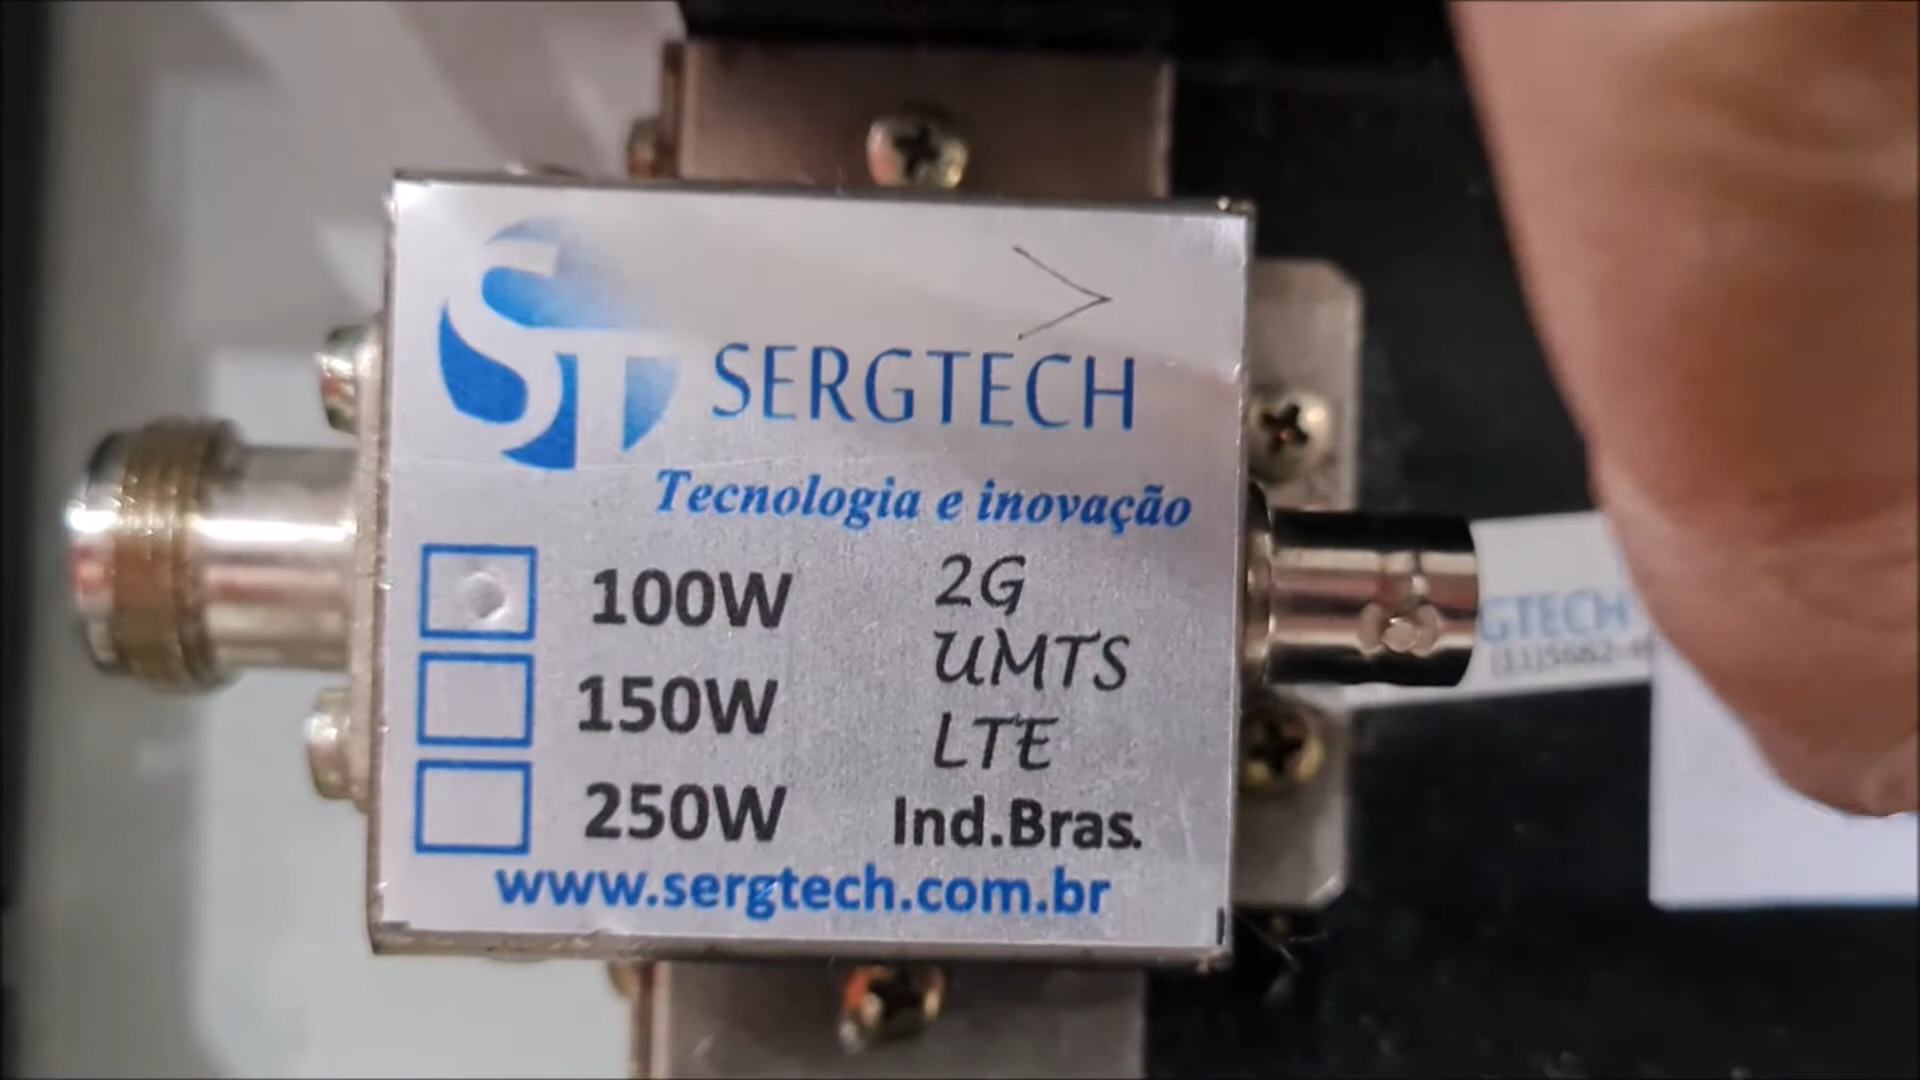 ST
SERGTECH
Tecnologia e inovação
100W
2G
150W
UMTS
LTE
250W
Ind.Bras.
www.sergtech.com.br
GTECH